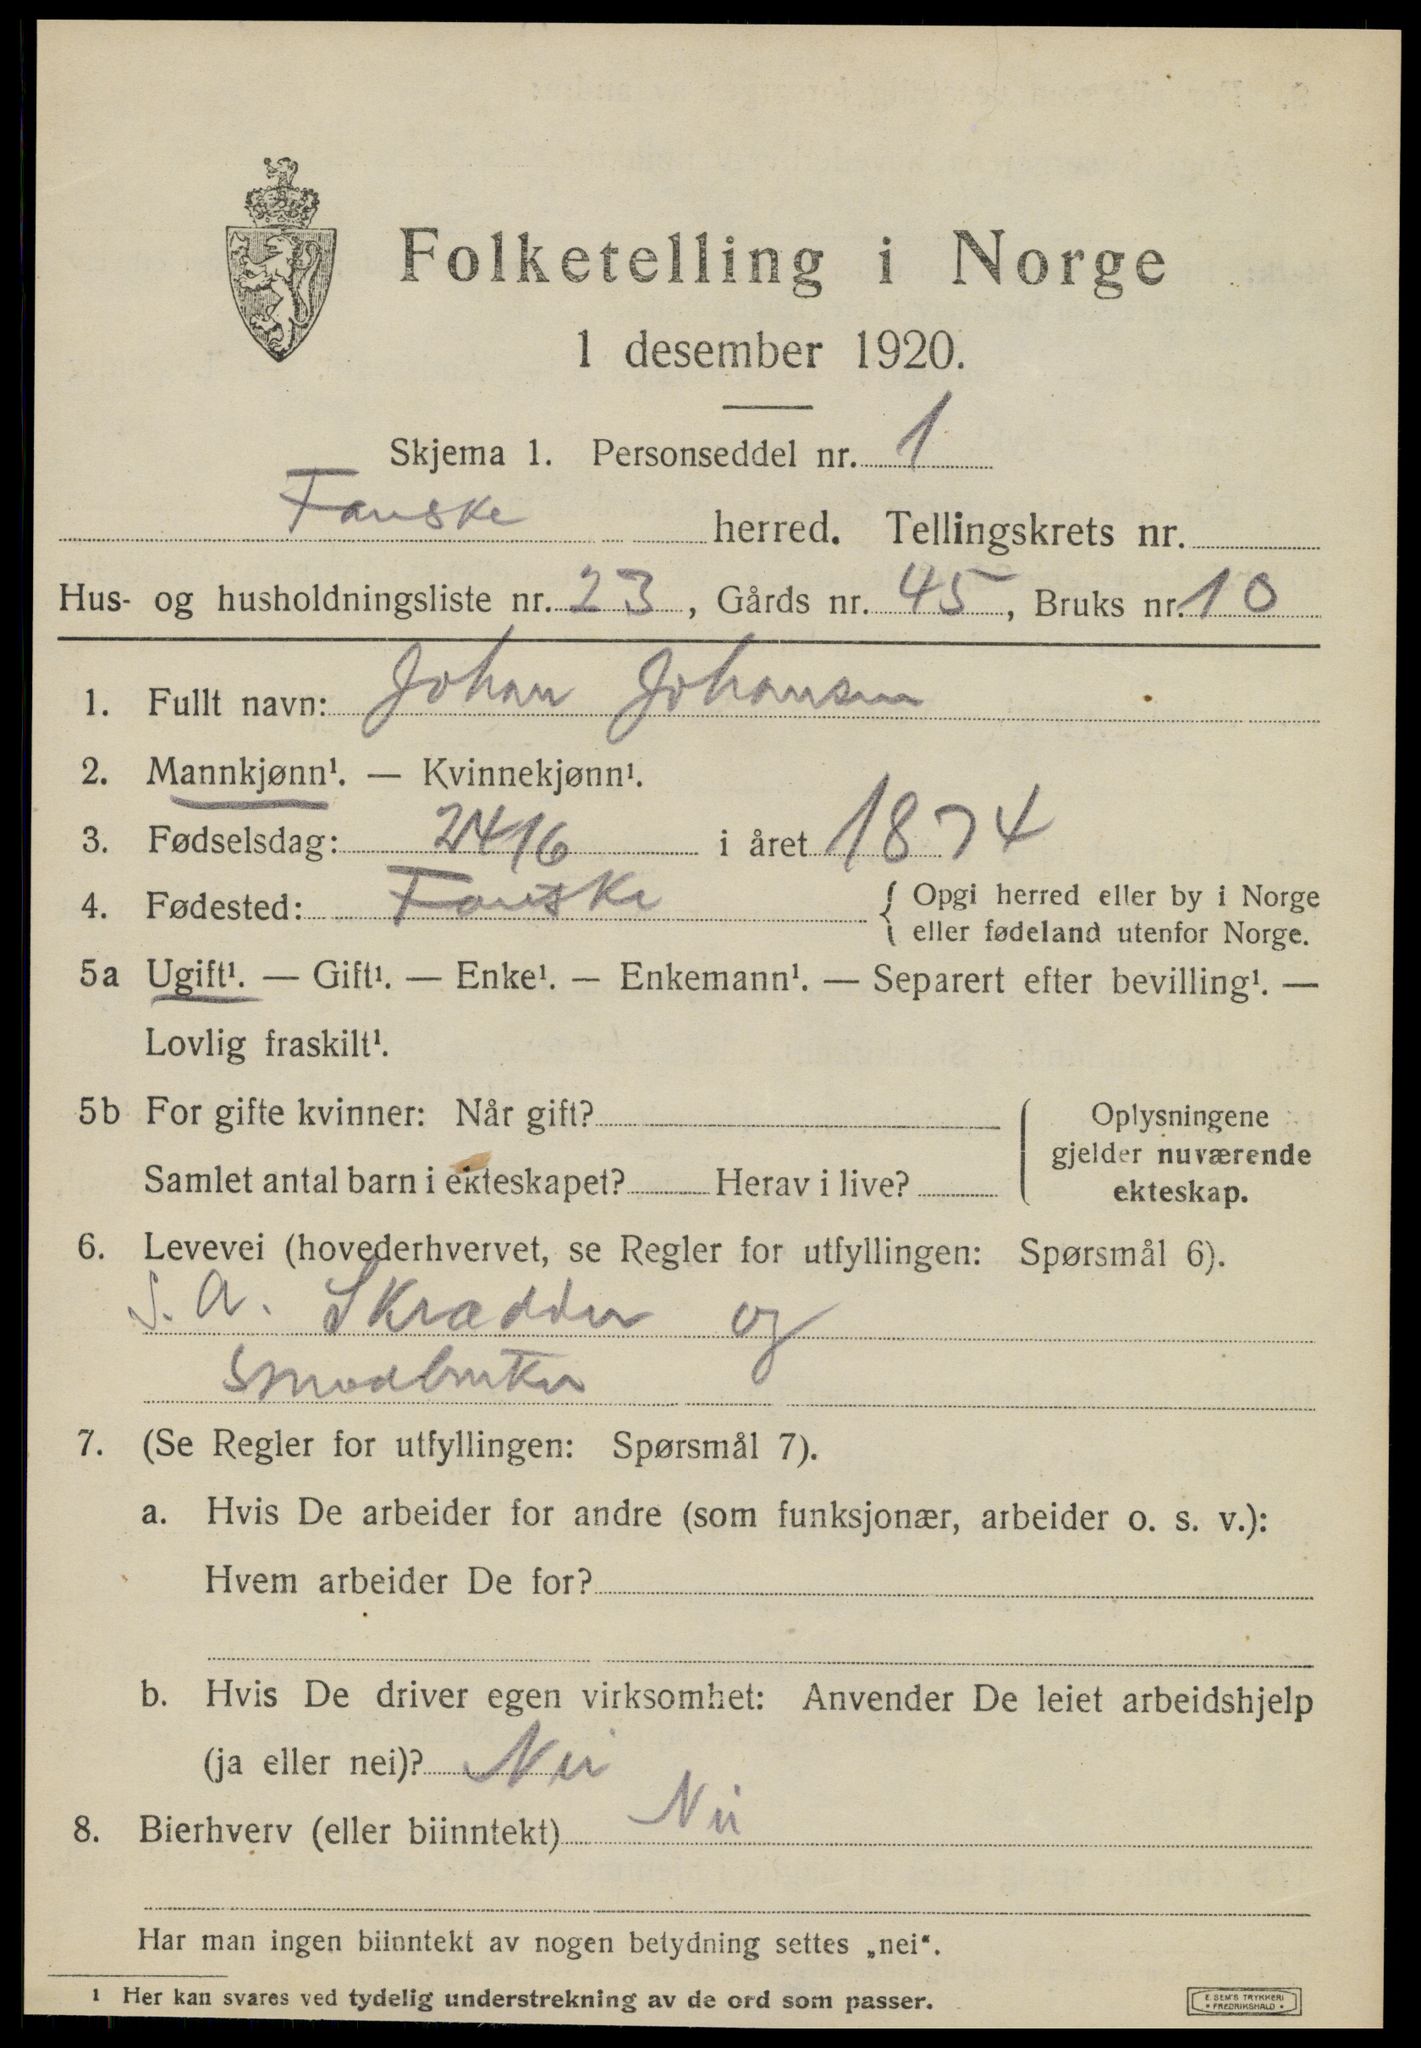 Folketelling i Norge
1 desember 1920.
Skjema 1. Personseddel nr. 1
Fauske herred. Tellingskrets nr.
Hus- og husholdningsliste nr. 23, Gårds nr. 45, Bruks nr. 10
1. Fullt navn: Johan Johansen
2. Mannkjønn¹. — Kvinnekjønn¹.
3. Fødselsdag: 24 16 i året 1874
4. Fødested: Fauske { Opgi herred eller by i Norge
eller fødeland utenfor Norge.
5a Ugift¹. — Gift¹. — Enke¹. — Enkemann¹. — Separert efter bevilling¹. —
Lovlig fraskilt¹.
5b For gifte kvinner: Når gift?
Samlet antal barn i ekteskapet? Herav i live?
Oplysningene
gjelder nuværende
ekteskap.
6. Levevei (hovederhvervet, se Regler for utfyllingen: Spørsmål 6).
S. A. Skrædder og
smaabruker
7. (Se Regler for utfyllingen: Spørsmål 7).
a. Hvis De arbeider for andre (som funksjonær, arbeider o. s. v.):
Hvem arbeider De for?
b. Hvis De driver egen virksomhet: Anvender De leiet arbeidshjelp
(ja eller nei)? Nei
8. Bierhverv (eller biinntekt) Nei
Har man ingen biinntekt av nogen betydning settes „nei“.
1 Her kan svares ved tydelig understrekning av de ord som passer.
E. SEM'S TRYKKERI
• FREDRIKSHALD •